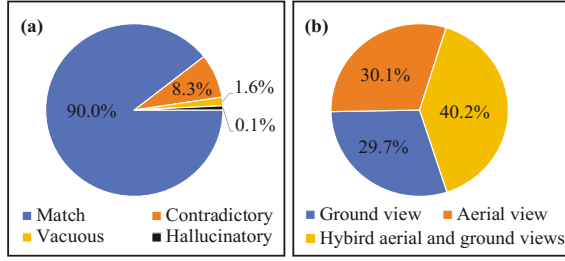 (a)
90.0%
8.3%
1.6%
0.1%
Match
Contradictory
Vacuous
Hallucinatory
(b)
30.1%
40.2%
29.7%
Ground view
Aerial view
Hybird aerial and ground views